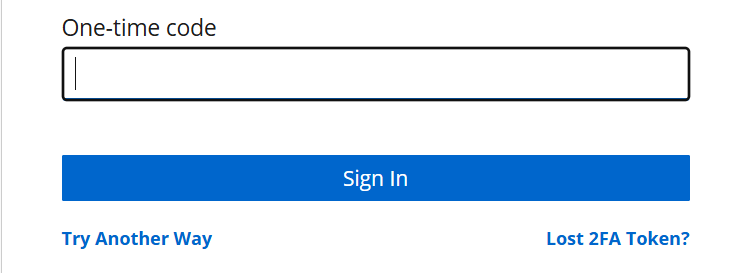 One-time code
Sign In
Try Another Way
Lost 2FA Token?